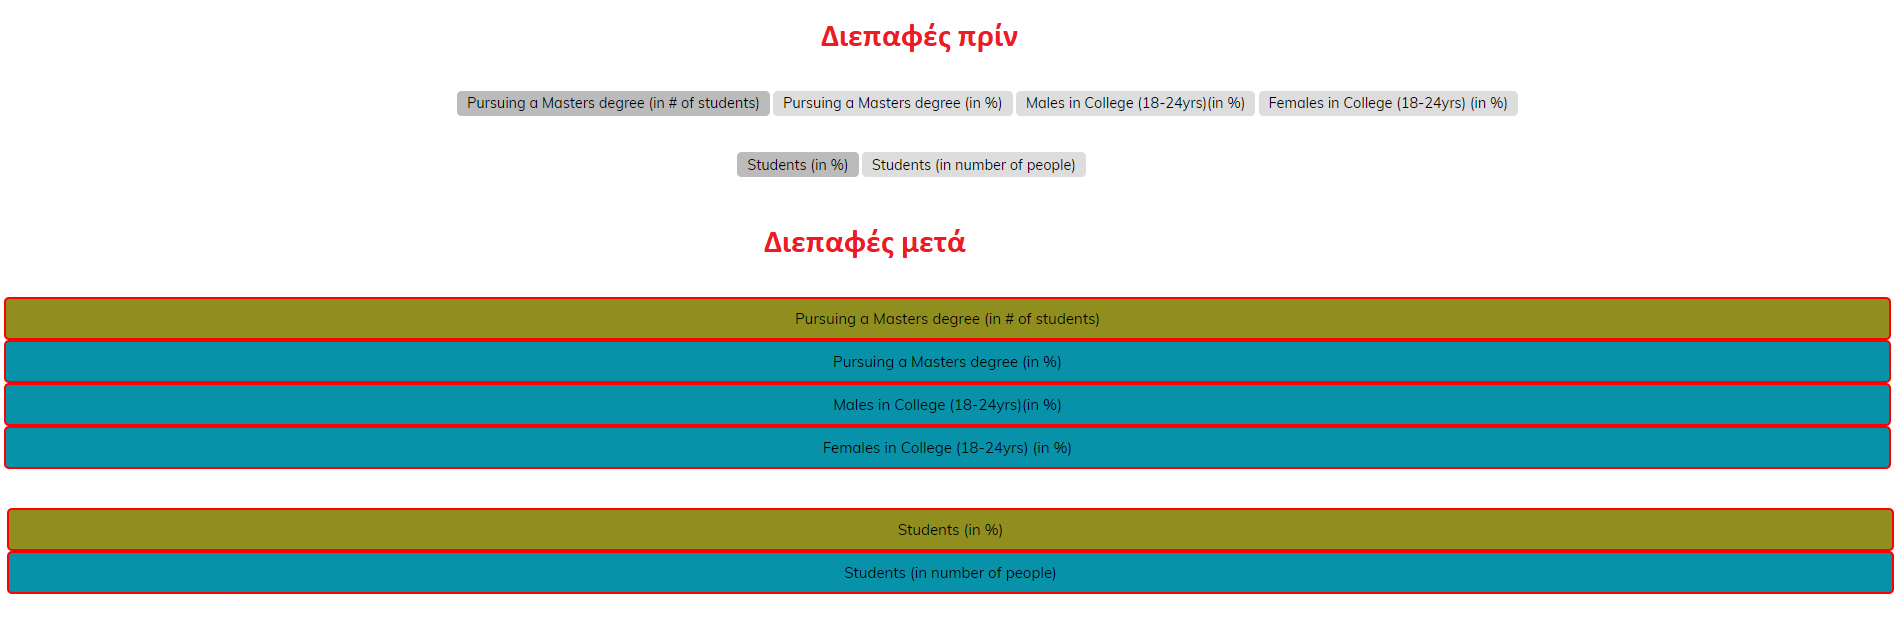 Διεπαφές πρίν
Pursuing a Masters degree (in # of students) Pursuing a Masters degree (in %) Males in College (18-24yrs)(in %) Females in College (18-24yrs) (in %)
Students (in %) Students (in number of people)
Διεπαφές μετά
Pursuing a Masters degree (in # of students)
Pursuing a Masters degree (in %)
Males in College (18-24yrs)(in %)
Females in College (18-24yrs) (in %)
Students (in %)
Students (in number of people)